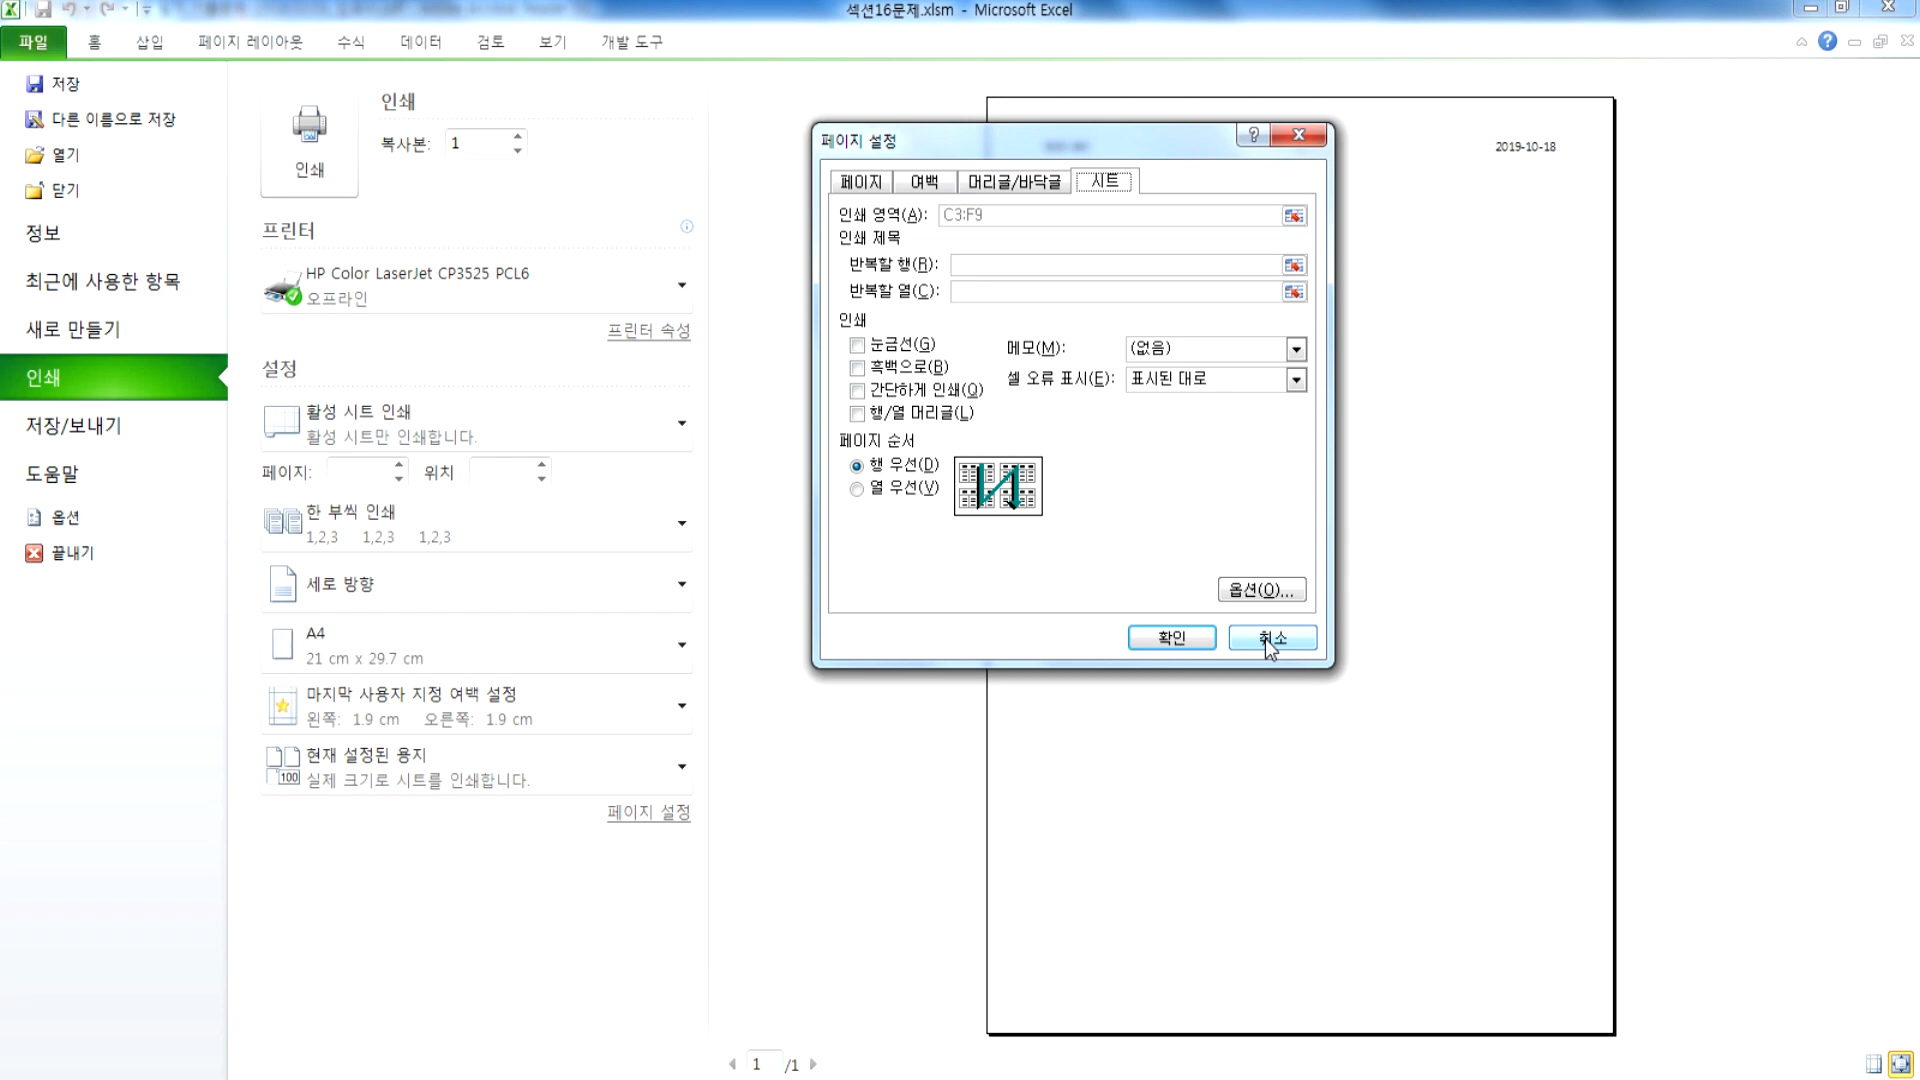 섹션16문제.xlsm - Microsoft Excel
파일 홈 삽입 페이지 레이아웃 수식 데이터 검토 보기 개발 도구
저장
다른 이름으로 저장
열기
닫기
정보
최근에 사용한 항목
새로 만들기
인쇄
저장/보내기
도움말
옵션
끝내기
인쇄
인쇄
복사본: 1
프린터
HP Color LaserJet CP3525 PCL6
오프라인
프린터 속성
설정
활성 시트 인쇄
활성 시트만 인쇄합니다.
페이지: 위치
한 부씩 인쇄
1,2,3 1,2,3 1,2,3
세로 방향
A4
21 cm x 29.7 cm
마지막 사용자 지정 여백 설정
왼쪽: 1.9 cm 오른쪽: 1.9 cm
현재 설정된 용지
100
실제 크기로 시트를 인쇄합니다.
페이지 설정
페이지 설정
페이지 여백 머리글/바닥글 시트
인쇄 영역(A): C3:F9
인쇄 제목
반복할 행(R):
반복할 열(C):
인쇄
눈금선(G)
흑백으로(B)
간단하게 인쇄(Q)
행/열 머리글(L)
메모(M): (없음)
셀 오류 표시(E): 표시된 대로
페이지 순서
행 우선(D)
열 우선(V)
옵션(O)...
확인 취소
2019-10-18
1 /1